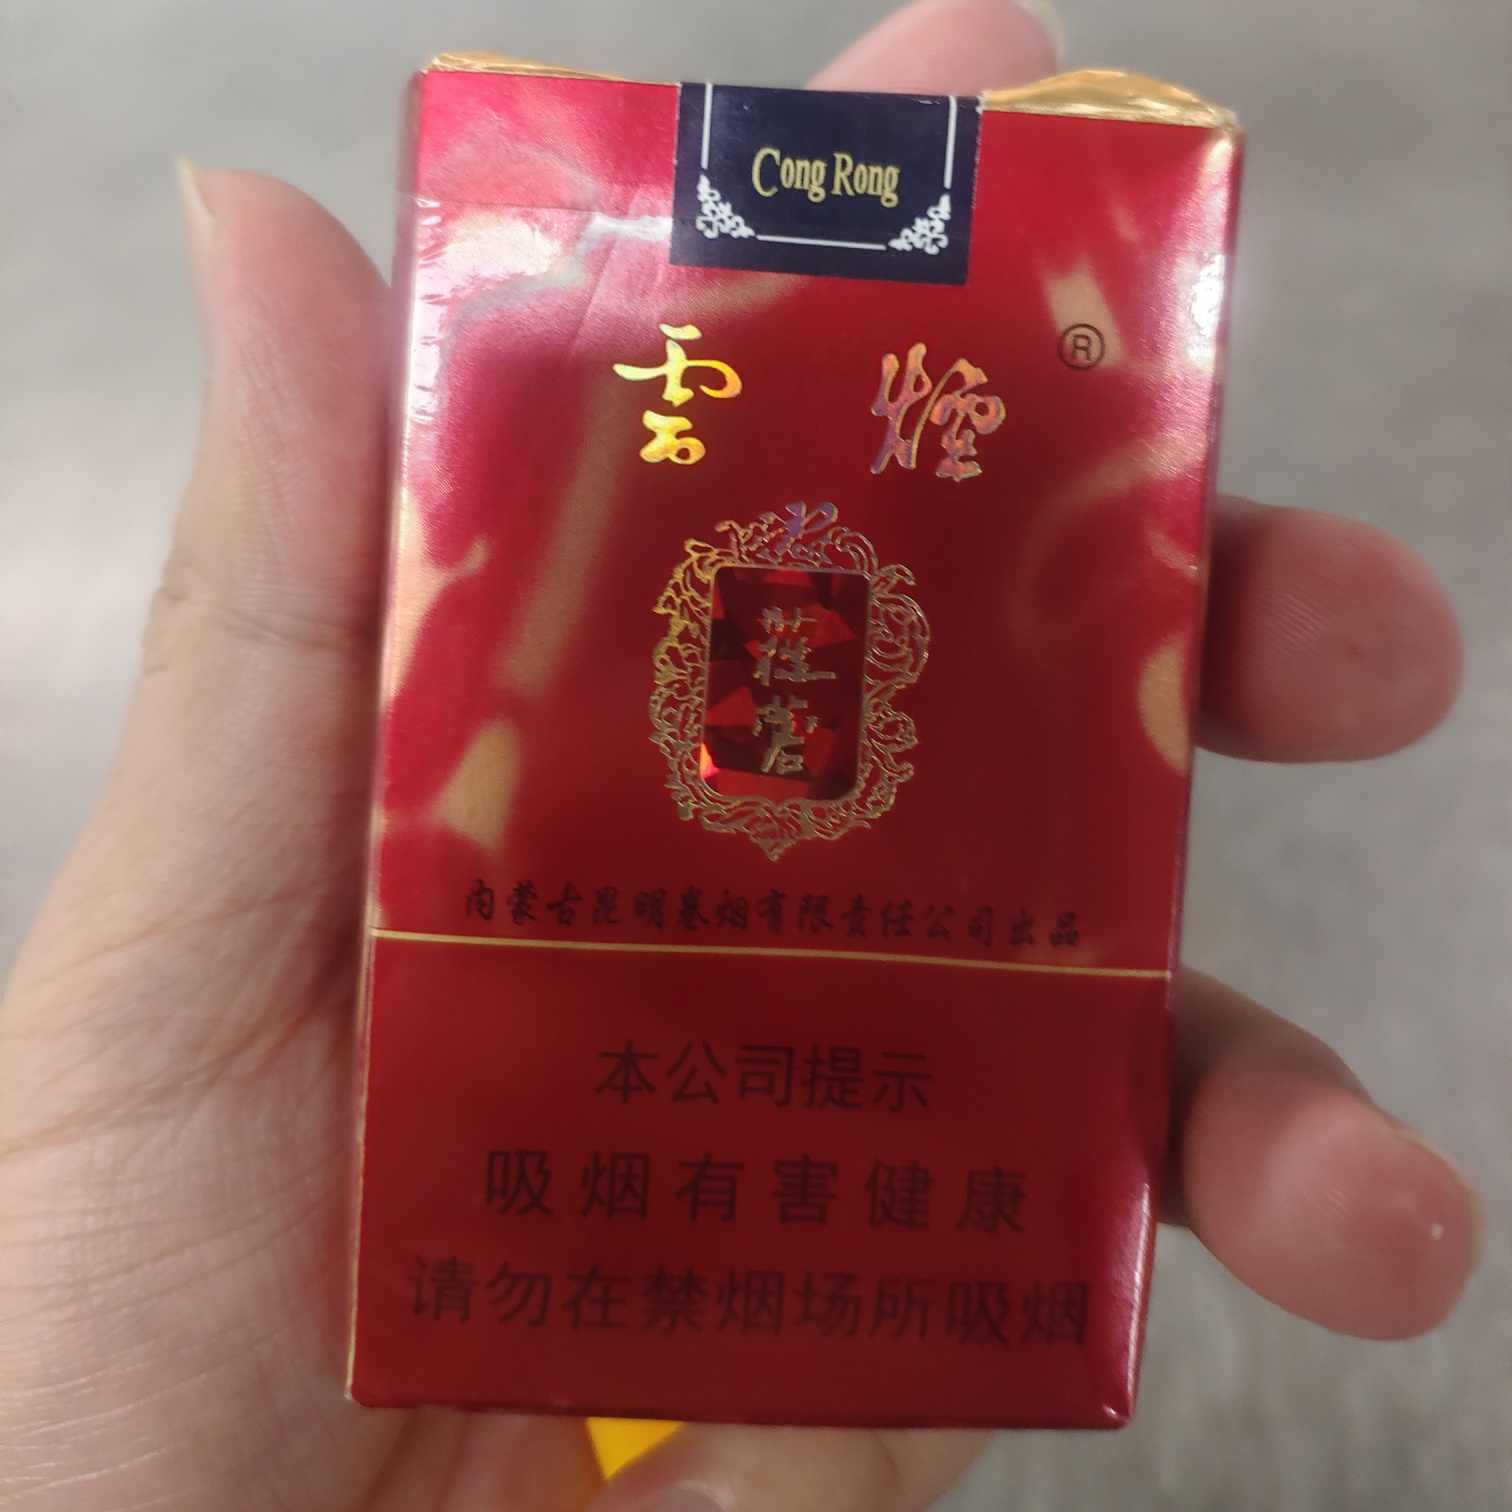 Cong Rong
雲煙®
蓯
蓉
内蒙古昆明卷烟有限责任公司出品
本公司提示
吸烟有害健康
请勿在禁烟场所吸烟